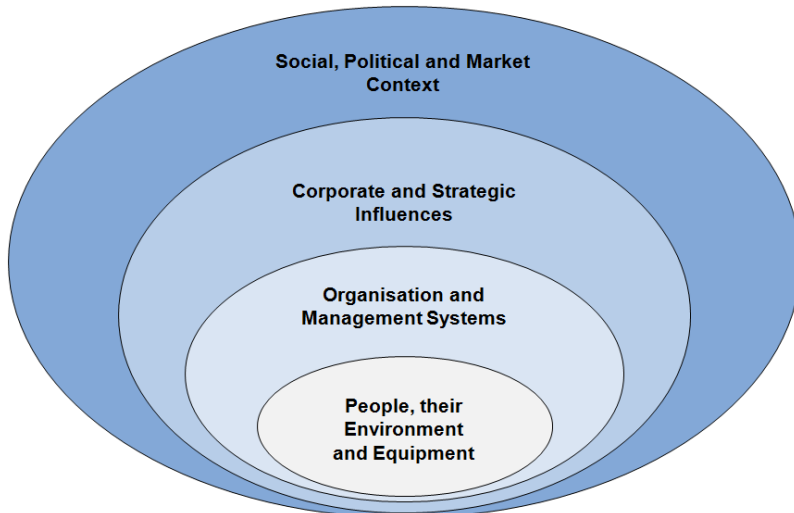 Social, Political and Market
Context
Corporate and Strategic
Influences
Organisation and
Management Systems
People, their
Environment
and Equipment